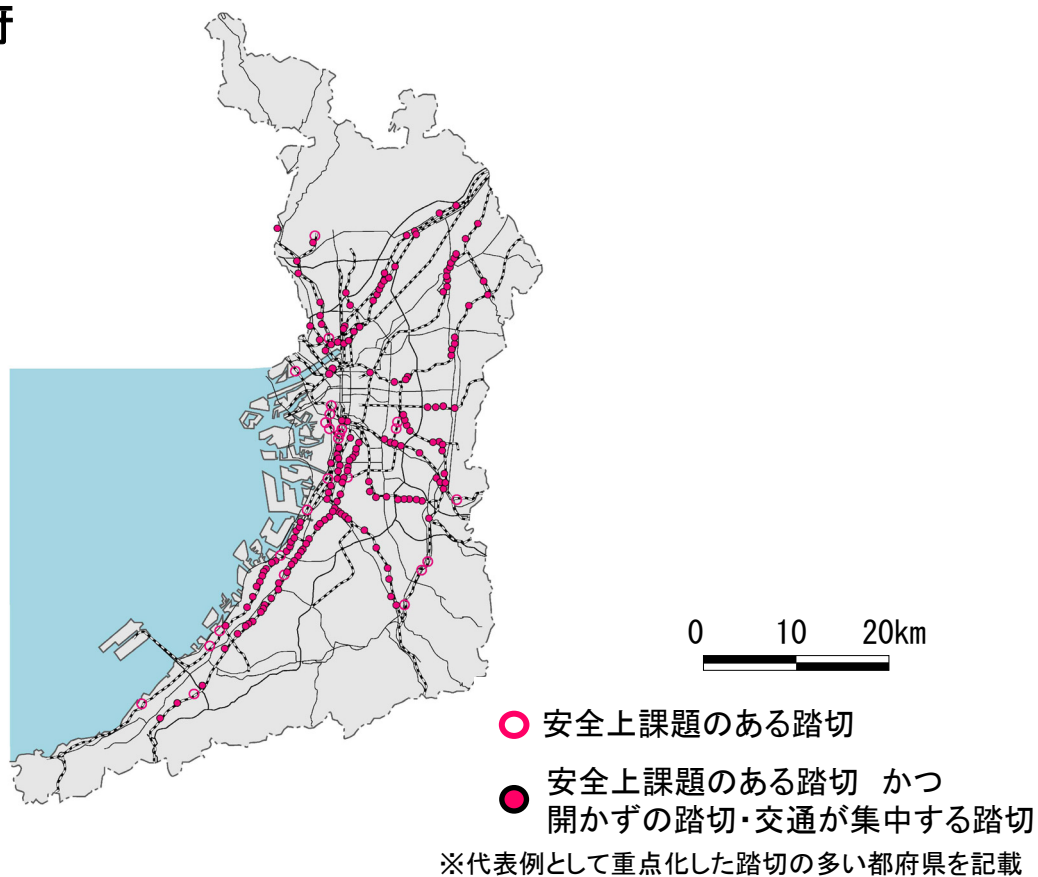 府
0 10 20km
安全上課題のある踏切
安全上課題のある踏切 かつ
開かずの踏切・交通が集中する踏切
※代表例として重点化した踏切の多い都府県を記載